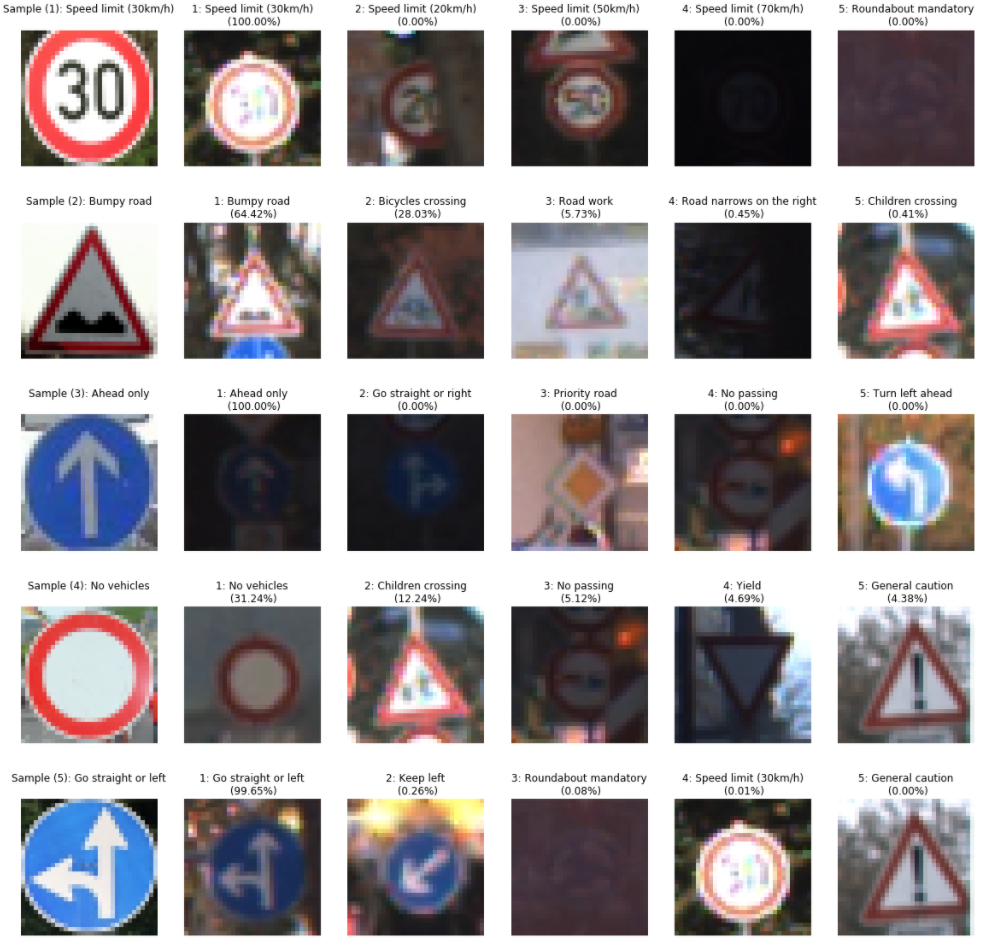 Sample (1): Speed limit (30km/h)
1: Speed limit (30km/h)
(100.00%)
2: Speed limit (20km/h)
(0.00%)
3: Speed limit (50km/h)
(0.00%)
4: Speed limit (70km/h)
(0.00%)
5: Roundabout mandatory
(0.00%)
30
30
20
50
70
Sample (2): Bumpy road
1: Bumpy road
(64.42%)
2: Bicycles crossing
(28.03%)
3: Road work
(5.73%)
4: Road narrows on the right
(0.45%)
5: Children crossing
(0.41%)
Sample (3): Ahead only
1: Ahead only
(100.00%)
2: Go straight or right
(0.00%)
3: Priority road
(0.00%)
4: No passing
(0.00%)
5: Turn left ahead
(0.00%)
Sample (4): No vehicles
1: No vehicles
(31.24%)
2: Children crossing
(12.24%)
3: No passing
(5.12%)
4: Yield
(4.69%)
5: General caution
(4.38%)
Sample (5): Go straight or left
1: Go straight or left
(99.65%)
2: Keep left
(0.26%)
3: Roundabout mandatory
(0.08%)
4: Speed limit (30km/h)
(0.01%)
5: General caution
(0.00%)
30